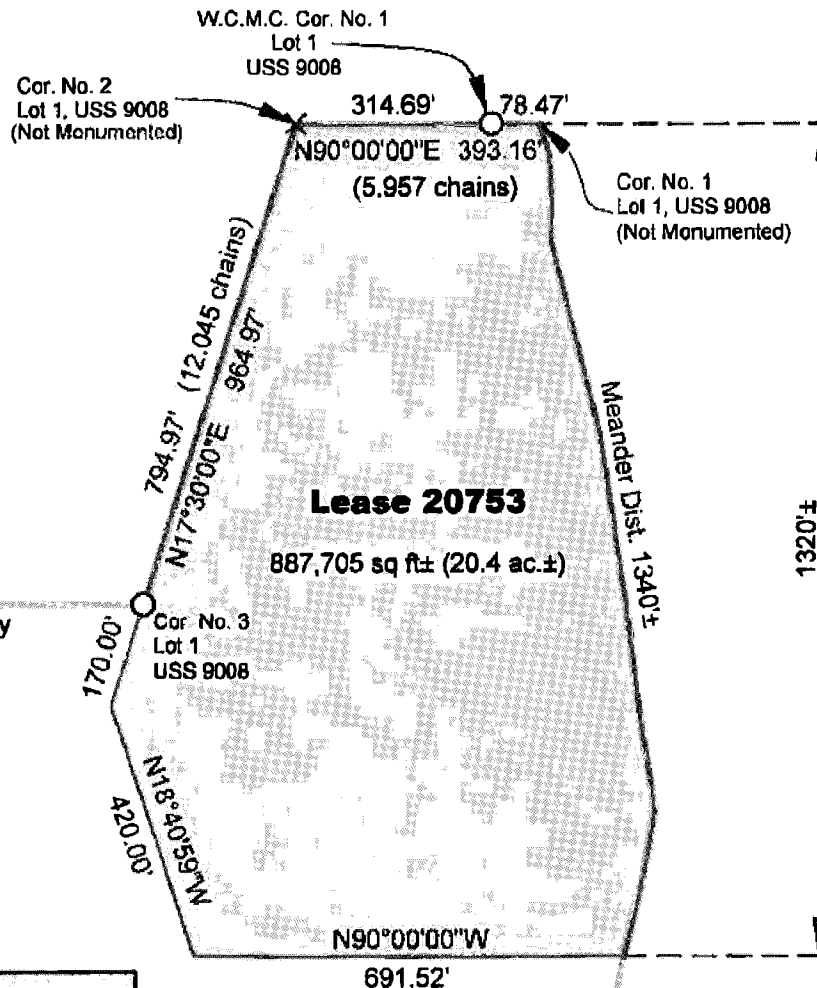 W.C.M.C. Cor. No. 1
Lot 1
USS 9008
Cor. No. 2
Lot 1, USS 9008
(Not Monumented)
314.69'
78.47'
N90°00'00"E 393.16'
(5.957 chains)
Cor. No. 1
Lot 1, USS 9008
(Not Monumented)
794.97' (12.045 chains)
N17°30'00"E 964.97'
Meander Dist. 1340'±
1320'±
Lease 20753
887,705 sq ft± (20.4 ac.±)
y
Cor. No. 3
Lot 1
USS 9008
170.00'
N18°40'59"W
420.00'
N90°00'00"W
691.52'